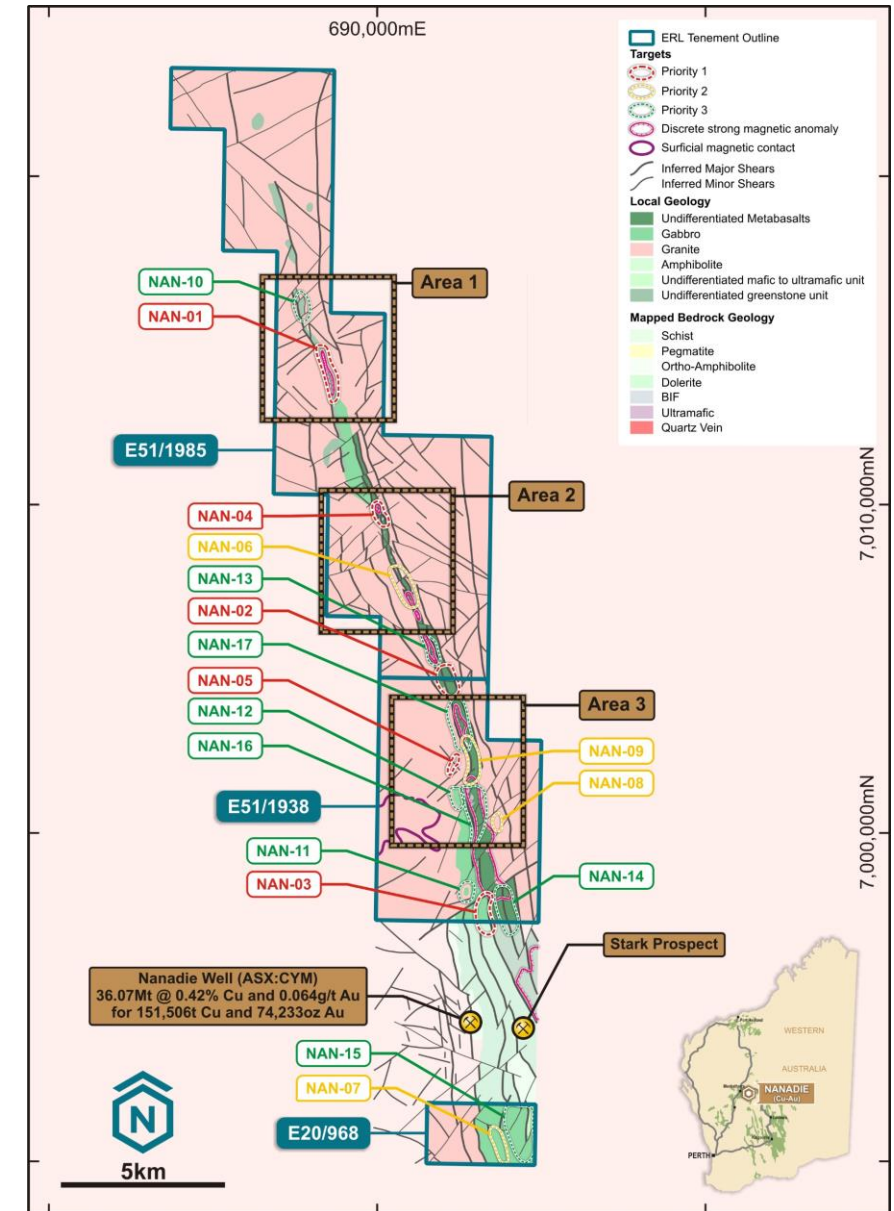 690,000mE
ERL Tenement Outline
Targets
Priority 1
Priority 2
Priority 3
Discrete strong magnetic anomaly
Surficial magnetic contact
Inferred Major Shears
Inferred Minor Shears
Local Geology
Undifferentiated Metabasalts
Gabbro
Granite
Amphibolite
Undifferentiated mafic to ultramafic unit
Undifferentiated greenstone unit
Mapped Bedrock Geology
Schist
Pegmatite
Ortho-Amphibolite
Dolerite
BIF
Ultramafic
Quartz Vein
NAN-10
Area 1
NAN-01
E51/1985
Area 2
NAN-04
7,010,000mN
NAN-06
NAN-13
NAN-02
NAN-17
NAN-05
Area 3
NAN-12
NAN-16
NAN-09
NAN-08
E51/1938
7,000,000mN
NAN-11
NAN-03
NAN-14
Stark Prospect
Nanadie Well (ASX:CYM)
36.07Mt @ 0.42% Cu and 0.064g/t Au
for 151,506t Cu and 74,233oz Au
NAN-15
NAN-07
E20/968
N
5km
WESTERN
AUSTRALIA
NANADIE
(Cu-Au)
PERTH